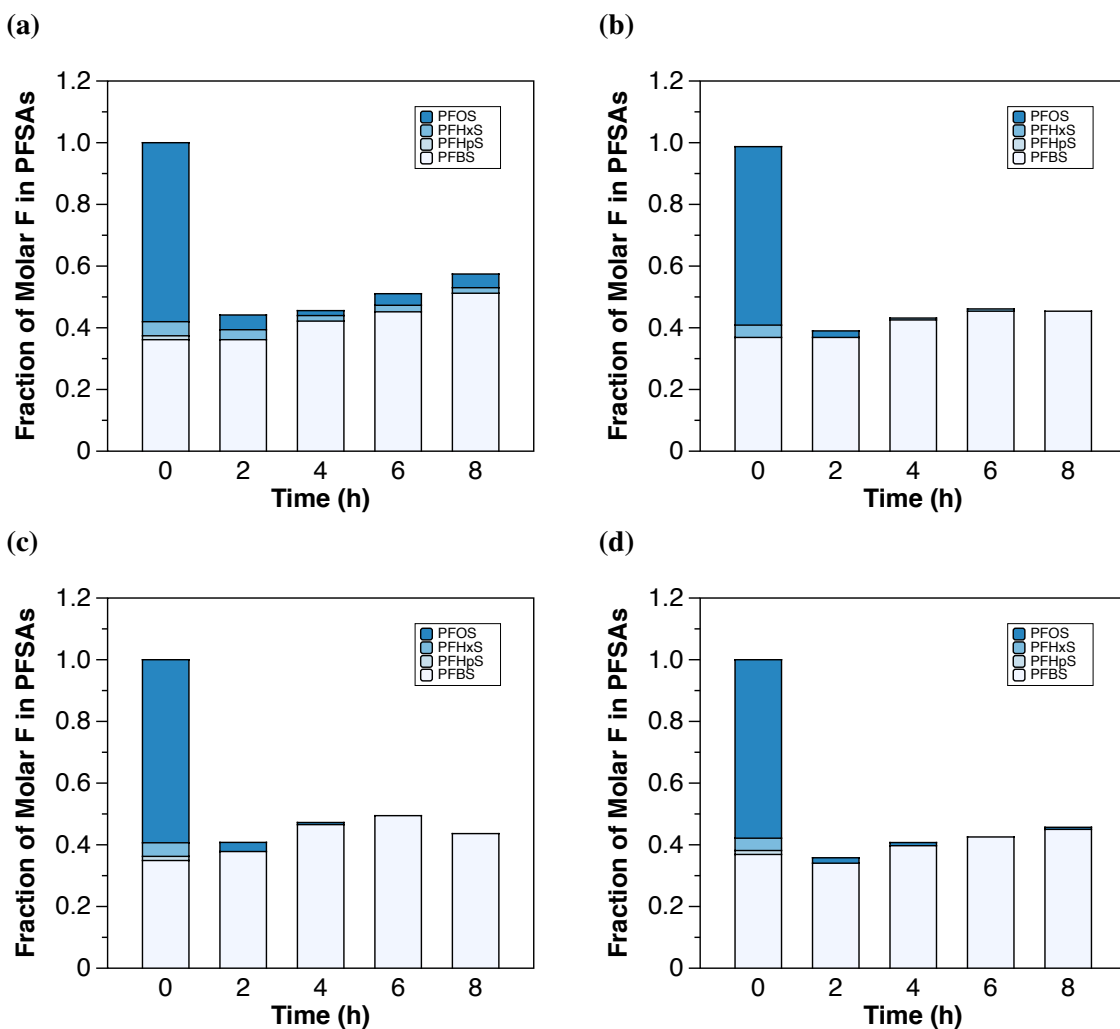 (a)
Fraction of Molar F in PFSAs
1.2
1.0
0.8
0.6
0.4
0.2
0
PFOS
PFHxS
PFHpS
PFBS
0 2 4 6 8
Time (h)
(b)
Fraction of Molar F in PFSAs
1.2
1.0
0.8
0.6
0.4
0.2
0
PFOS
PFHxS
PFHpS
PFBS
0 2 4 6 8
Time (h)
(c)
Fraction of Molar F in PFSAs
1.2
1.0
0.8
0.6
0.4
0.2
0
PFOS
PFHxS
PFHpS
PFBS
0 2 4 6 8
Time (h)
(d)
Fraction of Molar F in PFSAs
1.2
1.0
0.8
0.6
0.4
0.2
0
PFOS
PFHxS
PFHpS
PFBS
0 2 4 6 8
Time (h)